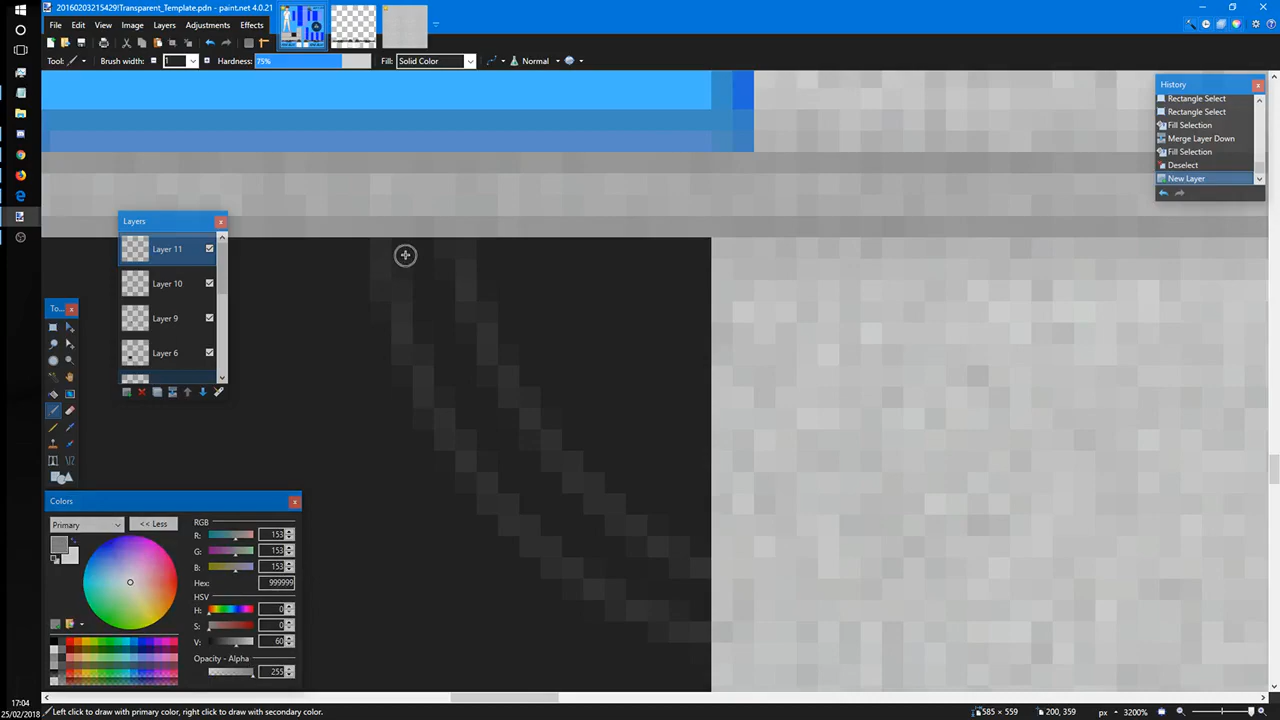 20160203215429!Transparent_Template.pdn - paint.net 4.0.21
File Edit View Image Layers Adjustments Effects
Tool: Brush width: 1 Hardness: 75% Fill: Solid Color Normal
History
Rectangle Select
Rectangle Select
Fill Selection
Merge Layer Down
Fill Selection
Deselect
New Layer
Layers
Layer 11
Layer 10
Layer 9
Layer 6
To...
Colors
Primary << Less
RGB
R: 153
G: 153
B: 153
Hex: 999999
HSV
H: 0
S: 0
V: 60
Opacity - Alpha
255
17:04
25/02/2018
Left click to draw with primary color, right click to draw with secondary color.
585 × 559 200, 359 px 3200%